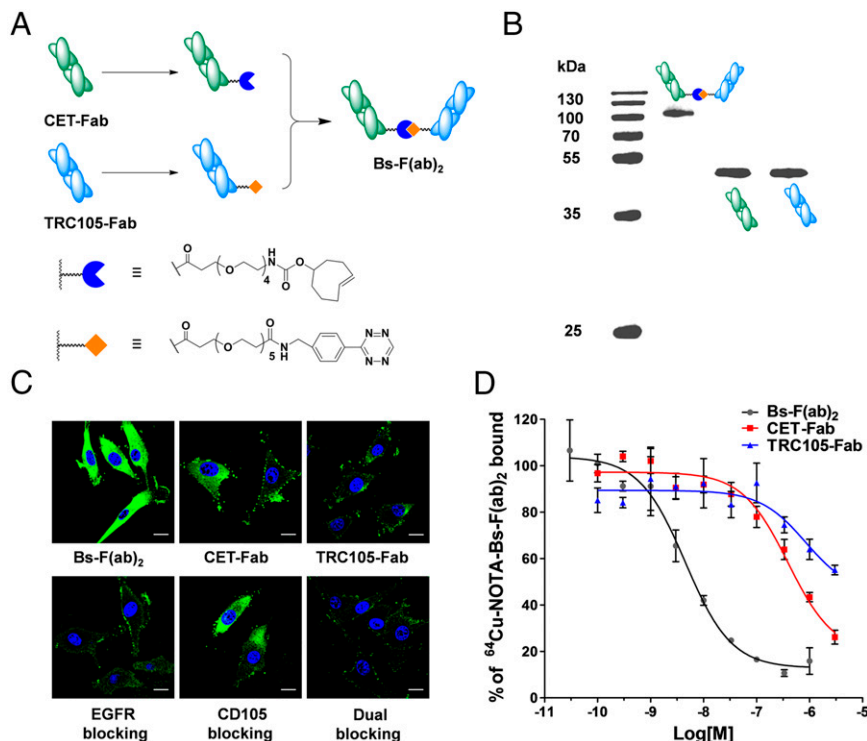 A
CET-Fab
TRC105-Fab
Bs-F(ab)₂
≡
O
O
4
H
N
O
O
≡
O
O
5
O
N
H
N
N
N
N
B
kDa
130
100
70
55
35
25
C
Bs-F(ab)₂
CET-Fab
TRC105-Fab
EGFR
blocking
CD105
blocking
Dual
blocking
D
% of ⁶⁴Cu-NOTA-Bs-F(ab)₂ bound
120
100
80
60
40
20
0
Bs-F(ab)₂
CET-Fab
TRC105-Fab
-11
-10
-9
-8
-7
-6
-5
Log[M]